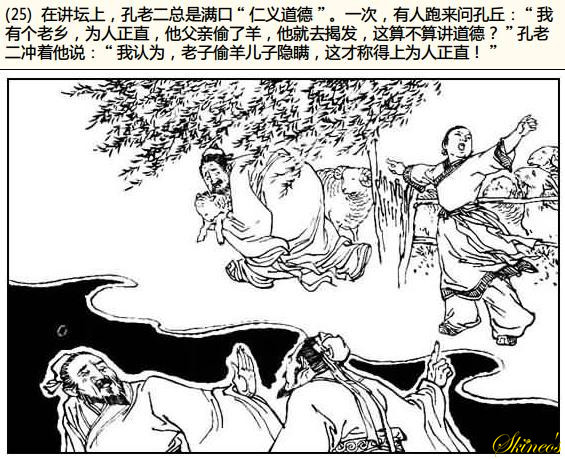 (25) 在讲坛上，孔老二总是满口“仁义道德”。一次，有人跑来问孔丘：“我
有个老乡，为人正直，他父亲偷了羊，他就去揭发，这算不算讲道德？”孔老
二冲着他说：“我认为，老子偷羊儿子隐瞒，这才称得上为人正直！”
Skineo's